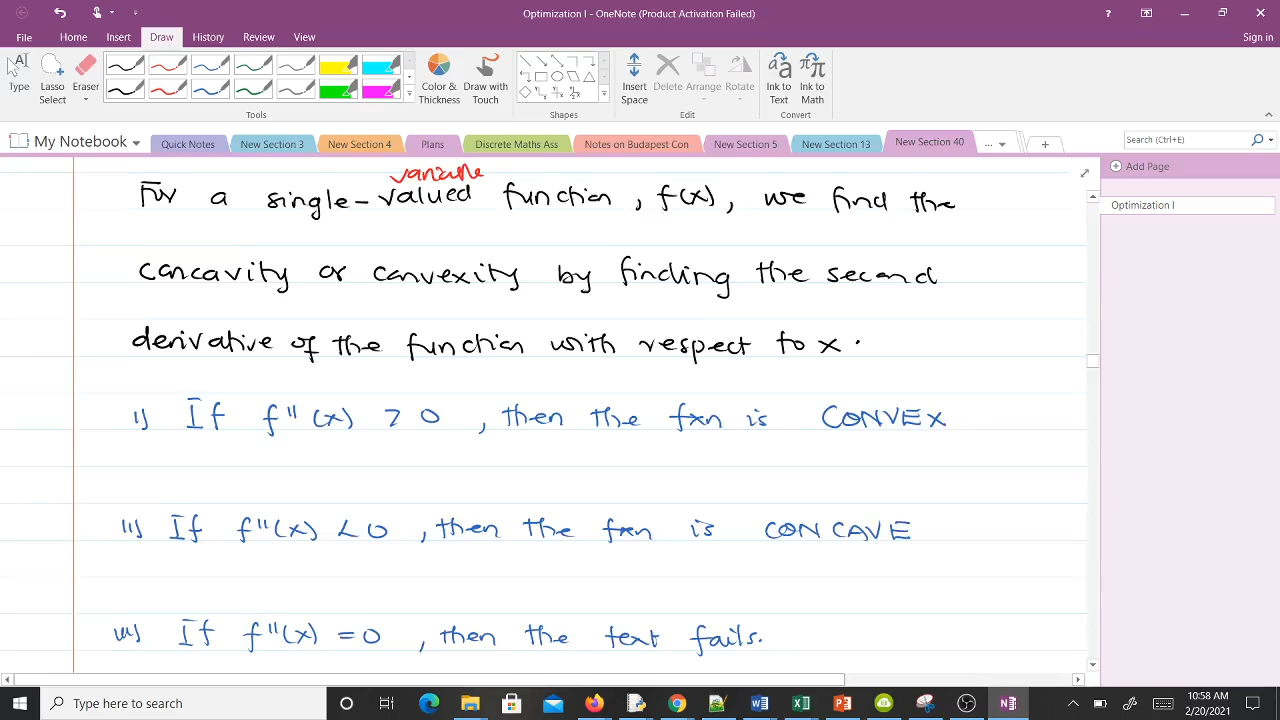 Optimization I - OneNote (Product Activation Failed)
File Home Insert Draw History Review View Sign in
Type Lasso Select Eraser Color & Thickness Draw with Touch Insert Space Delete Arrange Rotate Ink to Text Ink to Math
Tools Shapes Edit Convert
My Notebook Quick Notes New Section 3 New Section 4 Plans Discrete Maths Ass Notes on Budapest Con New Section 5 New Section 13 New Section 40 ... Search (Ctrl+E)
Add Page
Optimization I
variable
For a single-valued function, f(x), we find the
concavity or convexity by finding the second
derivative of the function with respect to x.
i) If f''(x) > 0, then the fxn is CONVEX
ii) If f''(x) < 0, then the fxn is CONCAVE
iii) If f''(x) = 0, then the text fails.
Type here to search
10:58 AM
2/20/2021